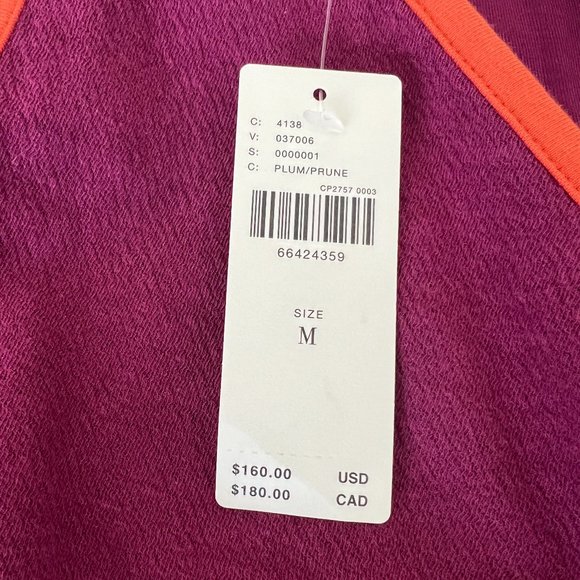 C: 4138
V: 037006
S: 0000001
C: PLUM/PRUNE
CP2757 0003
66424359
SIZE
M
$160.00 USD
$180.00 CAD